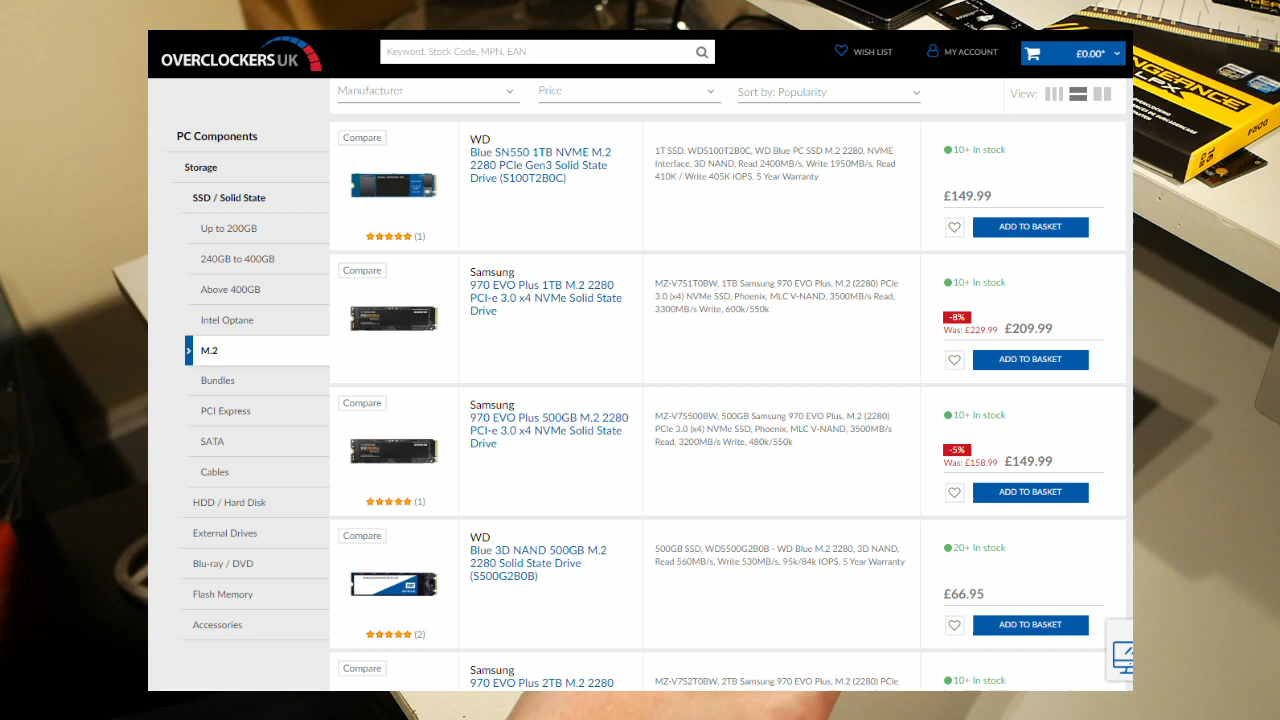 OVERCLOCKERS UK
Keyword, Stock Code, MPN, EAN
WISH LIST
MY ACCOUNT
£0.00*
Manufacturer
Price
Sort by: Popularity
View:
PC Components
Storage
SSD / Solid State
Up to 200GB
240GB to 400GB
Above 400GB
Intel Optane
M.2
Bundles
PCI Express
SATA
Cables
HDD / Hard Disk
External Drives
Blu-ray / DVD
Flash Memory
Accessories
Compare
(1)
WD
Blue SN550 1TB NVME M.2
2280 PCIe Gen3 Solid State
Drive (S100T2B0C)
1T SSD, WDS100T2B0C, WD Blue PC SSD M.2 2280, NVME
Interface, 3D NAND, Read 2400MB/s, Write 1950MB/s, Read
410K / Write 405K IOPS, 5 Year Warranty
10+ In stock
£149.99
ADD TO BASKET
Compare
Samsung
970 EVO Plus 1TB M.2 2280
PCI-e 3.0 x4 NVMe Solid State
Drive
MZ-V7S1T0BW, 1TB Samsung 970 EVO Plus, M.2 (2280) PCIe
3.0 (x4) NVMe SSD, Phoenix, MLC V-NAND, 3500MB/s Read,
3300MB/s Write, 600k/550k
10+ In stock
-8%
Was: £229.99 £209.99
ADD TO BASKET
Compare
(1)
Samsung
970 EVO Plus 500GB M.2 2280
PCI-e 3.0 x4 NVMe Solid State
Drive
MZ-V7S500BW, 500GB Samsung 970 EVO Plus, M.2 (2280)
PCIe 3.0 (x4) NVMe SSD, Phoenix, MLC V-NAND, 3500MB/s
Read, 3200MB/s Write, 480k/550k
10+ In stock
-5%
Was: £158.99 £149.99
ADD TO BASKET
Compare
(2)
WD
Blue 3D NAND 500GB M.2
2280 Solid State Drive
(S500G2B0B)
500GB SSD, WDS500G2B0B - WD Blue M.2 2280, 3D NAND,
Read 560MB/s, Write 530MB/s, 95k/84k IOPS, 5 Year Warranty
20+ In stock
£66.95
ADD TO BASKET
Compare
Samsung
970 EVO Plus 2TB M.2 2280
MZ-V7S2T0BW, 2TB Samsung 970 EVO Plus, M.2 (2280) PCIe
10+ In stock
GEANCE
LPX
DDR4